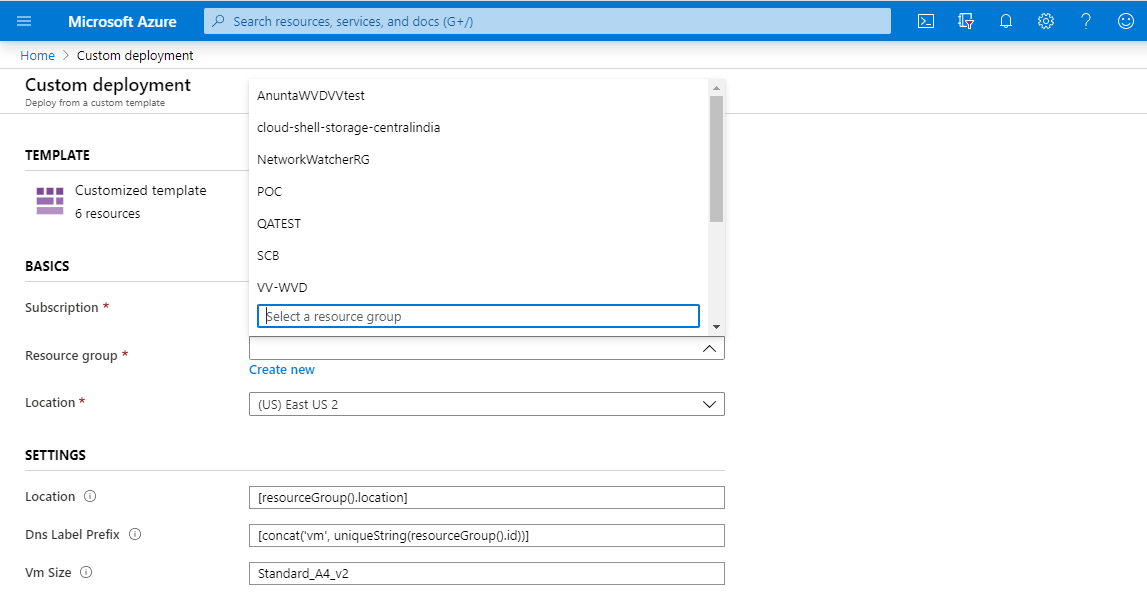 Microsoft Azure
Search resources, services, and docs (G+/)
Home > Custom deployment
Custom deployment
Deploy from a custom template
TEMPLATE
Customized template
6 resources
BASICS
Subscription *
AnuntaWVDVVtest
cloud-shell-storage-centralindia
NetworkWatcherRG
POC
QATEST
SCB
VV-WVD
Select a resource group
Resource group *
Create new
Location *
(US) East US 2
SETTINGS
Location
[resourceGroup().location]
Dns Label Prefix
[concat('vm', uniqueString(resourceGroup().id))]
Vm Size
Standard_A4_v2